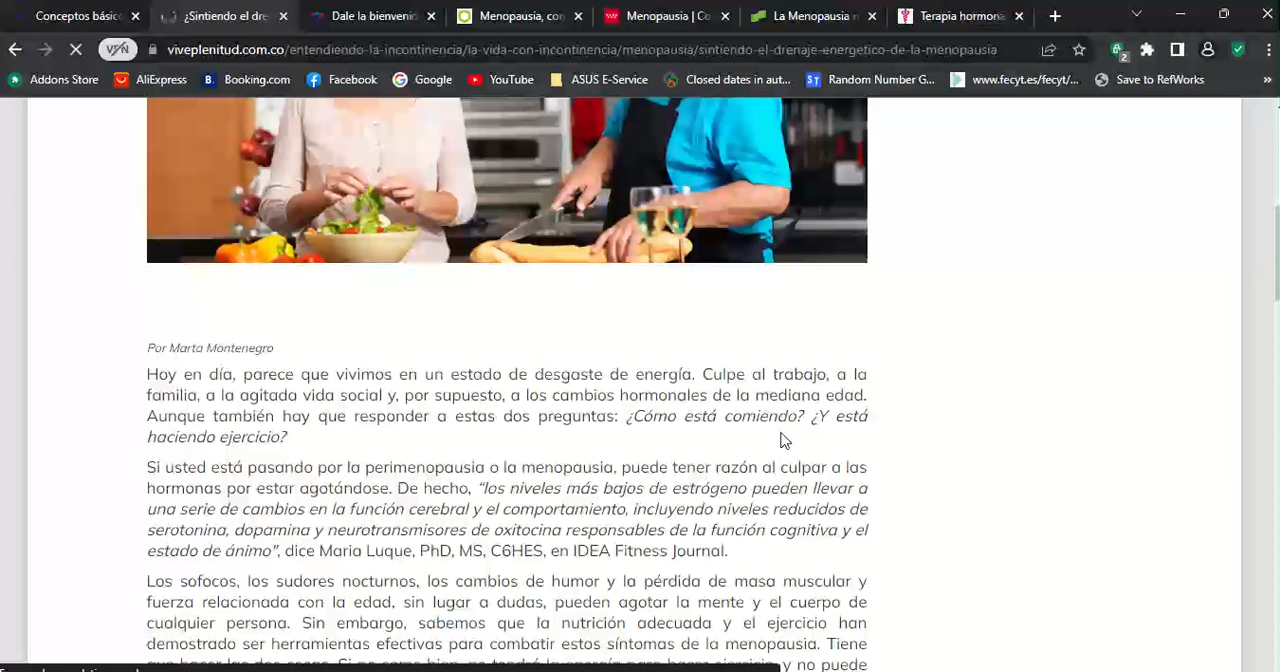 Conceptos básic
¿Sintiendo el dre
Dale la bienveni
Menopausia, con
Menopausia | Co
La Menopausia n
Terapia hormona
VPN
viveplenitud.com.co/entendiendo-la-incontinencia/la-vida-con-incontinencia/menopausia/sintiendo-el-drenaje-energetico-de-la-menopausia
2
Addons Store
AliExpress
B.
Booking.com
Facebook
Google
YouTube
ASUS E-Service
Closed dates in aut...
Random Number G...
www.fecyt.es/fecyt/...
Save to RefWorks
Por Marta Montenegro
Hoy en día, parece que vivimos en un estado de desgaste de energía. Culpe al trabajo, a la
familia, a la agitada vida social y, por supuesto, a los cambios hormonales de la mediana edad.
Aunque también hay que responder a estas dos preguntas: ¿Cómo está comiendo? ¿Y está
haciendo ejercicio?
Si usted está pasando por la perimenopausia o la menopausia, puede tener razón al culpar a las
hormonas por estar agotándose. De hecho, “los niveles más bajos de estrógeno pueden llevar a
una serie de cambios en la función cerebral y el comportamiento, incluyendo niveles reducidos de
serotonina, dopamina y neurotransmisores de oxitocina responsables de la función cognitiva y el
estado de ánimo”, dice Maria Luque, PhD, MS, C6HES, en IDEA Fitness Journal.
Los sofocos, los sudores nocturnos, los cambios de humor y la pérdida de masa muscular y
fuerza relacionada con la edad, sin lugar a dudas, pueden agotar la mente y el cuerpo de
cualquier persona. Sin embargo, sabemos que la nutrición adecuada y el ejercicio han
demostrado ser herramientas efectivas para combatir estos síntomas de la menopausia. Tiene
y no puede